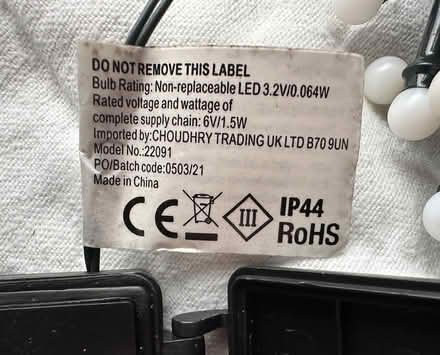 DO NOT REMOVE THIS LABEL
Bulb Rating: Non-replaceable LED 3.2V/0.064W
Rated voltage and wattage of
complete supply chain: 6V/1.5W
Imported by:CHOUDHRY TRADING UK LTD B70 9UN
Model No.:22091
PO/Batch code:0503/21
Made in China
CE III IP44
RoHS